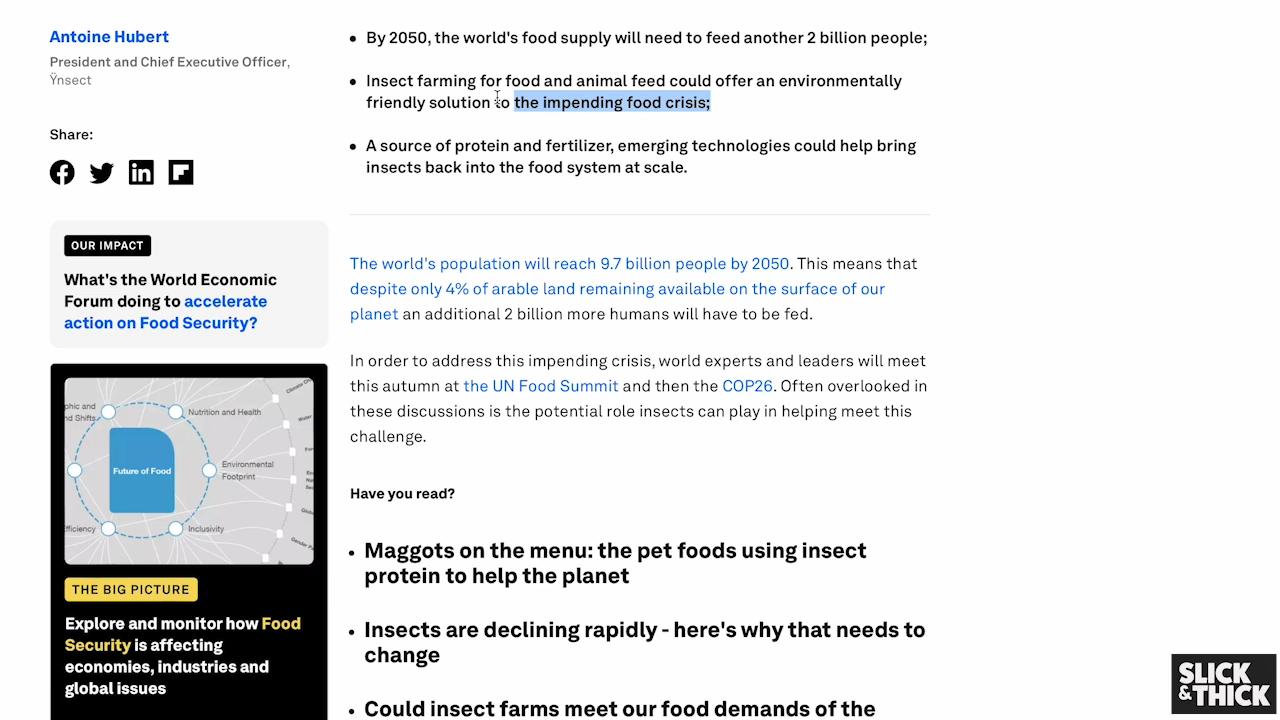 Antoine Hubert
President and Chief Executive Officer,
Ÿnsect
Share:
OUR IMPACT
What's the World Economic
Forum doing to accelerate
action on Food Security?
Nutrition and Health
Future of Food
Environmental
Footprint
Inclusivity
THE BIG PICTURE
Explore and monitor how Food
Security is affecting
economies, industries and
global issues
By 2050, the world's food supply will need to feed another 2 billion people;
Insect farming for food and animal feed could offer an environmentally
friendly solution to the impending food crisis;
A source of protein and fertilizer, emerging technologies could help bring
insects back into the food system at scale.
The world's population will reach 9.7 billion people by 2050. This means that
despite only 4% of arable land remaining available on the surface of our
planet an additional 2 billion more humans will have to be fed.
In order to address this impending crisis, world experts and leaders will meet
this autumn at the UN Food Summit and then the COP26. Often overlooked in
these discussions is the potential role insects can play in helping meet this
challenge.
Have you read?
Maggots on the menu: the pet foods using insect
protein to help the planet
Insects are declining rapidly - here's why that needs to
change
Could insect farms meet our food demands of the
SLICK
& THICK